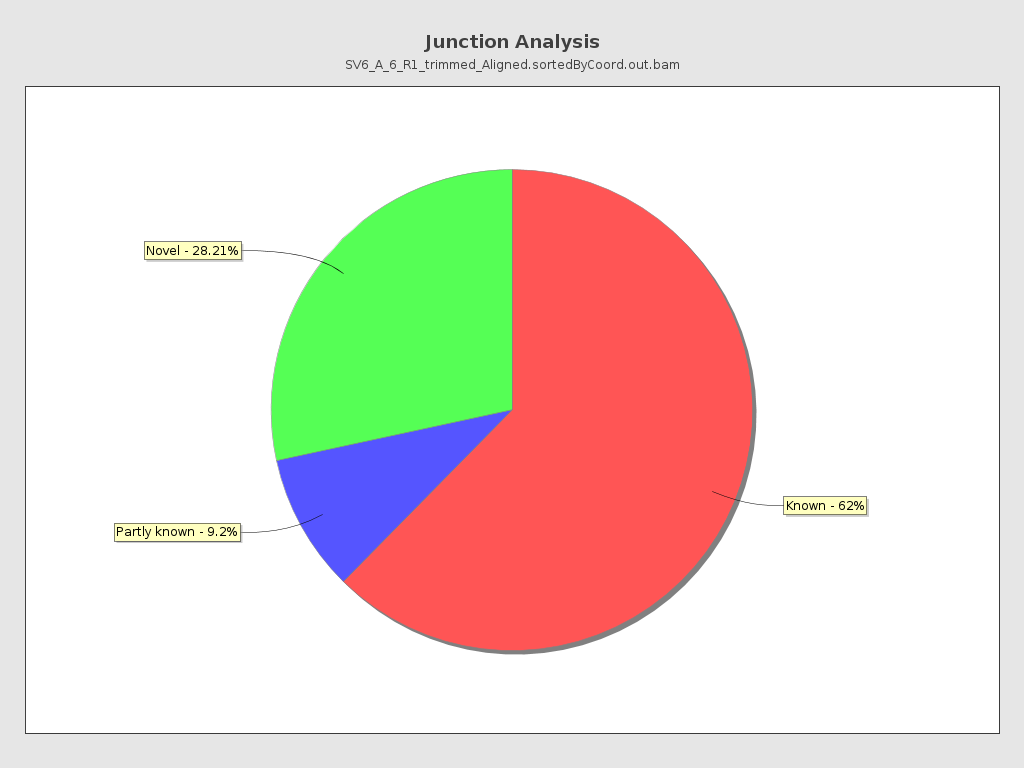 Junction Analysis
SV6_A_6_R1_trimmed_Aligned.sortedByCoord.out.bam
Novel - 28.21%
Known - 62%
Partly known - 9.2%